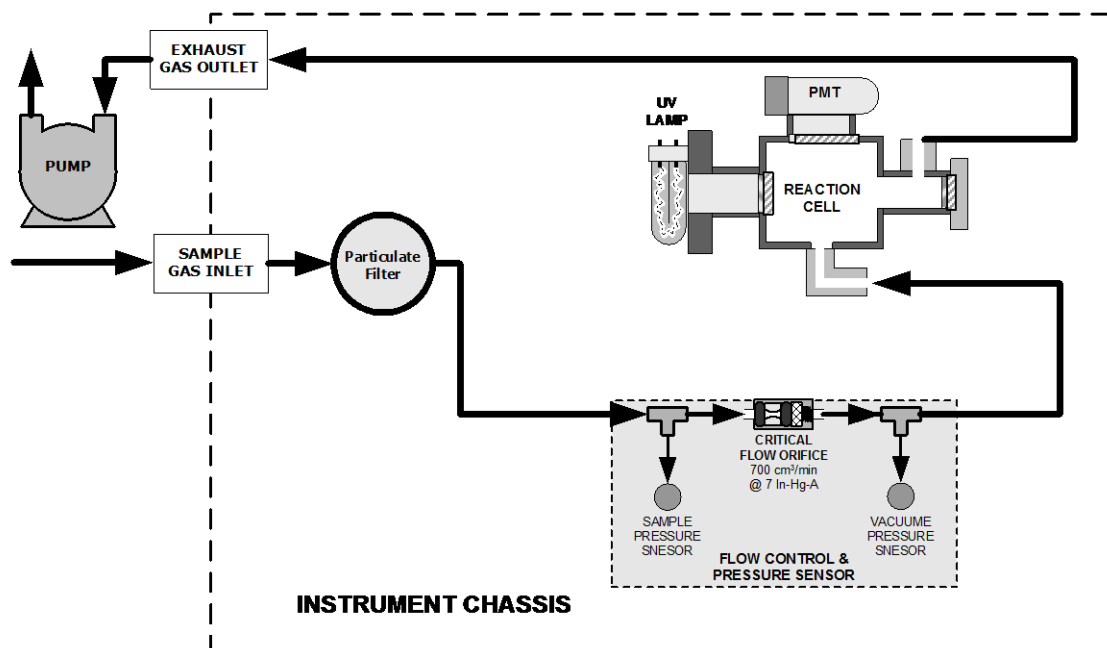 EXHAUST
GAS OUTLET
PUMP
UV
LAMP
PMT
REACTION
CELL
SAMPLE
GAS INLET
Particulate
Filter
CRITICAL
FLOW ORIFICE
700 cm³/min
@ 7 In-Hg-A
SAMPLE
PRESSURE
SNESOR
VACUUME
PRESSURE
SNESOR
FLOW CONTROL &
PRESSURE SENSOR
INSTRUMENT CHASSIS